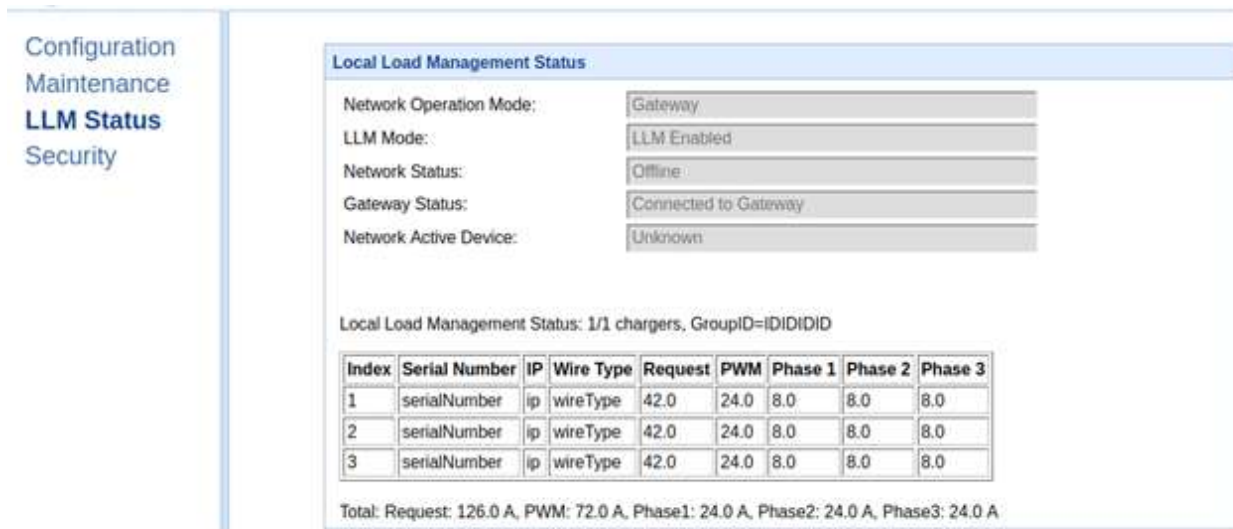 Configuration
Maintenance
LLM Status
Security
Local Load Management Status
Network Operation Mode: Gateway
LLM Mode: LLM Enabled
Network Status: Offline
Gateway Status: Connected to Gateway
Network Active Device: Unknown
Local Load Management Status: 1/1 chargers, GroupID=IDIDIDID
Index Serial Number IP Wire Type Request PWM Phase 1 Phase 2 Phase 3
1 serialNumber ip wireType 42.0 24.0 8.0 8.0 8.0
2 serialNumber ip wireType 42.0 24.0 8.0 8.0 8.0
3 serialNumber ip wireType 42.0 24.0 8.0 8.0 8.0
Total: Request: 126.0 A, PWM: 72.0 A, Phase1: 24.0 A, Phase2: 24.0 A, Phase3: 24.0 A